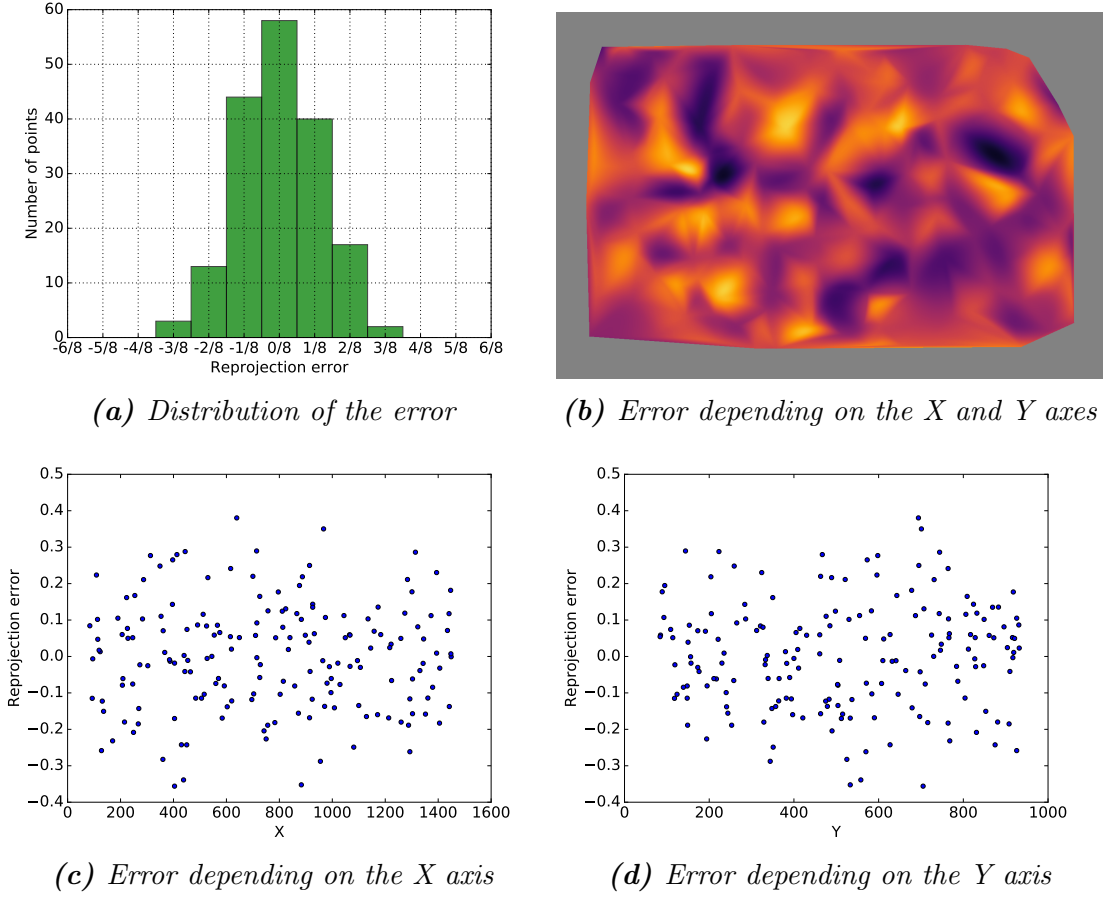 60
50
40
30
20
10
0
Number of points
-6/8 -5/8 -4/8 -3/8 -2/8 -1/8 0/8 1/8 2/8 3/8 4/8 5/8 6/8
Reprojection error
(a) Distribution of the error
(b) Error depending on the X and Y axes
0.5
0.4
0.3
0.2
0.1
0.0
−0.1
−0.2
−0.3
−0.4
Reprojection error
0 200 400 600 800 1000 1200 1400 1600
X
(c) Error depending on the X axis
0.5
0.4
0.3
0.2
0.1
0.0
−0.1
−0.2
−0.3
−0.4
Reprojection error
0 200 400 600 800 1000
Y
(d) Error depending on the Y axis